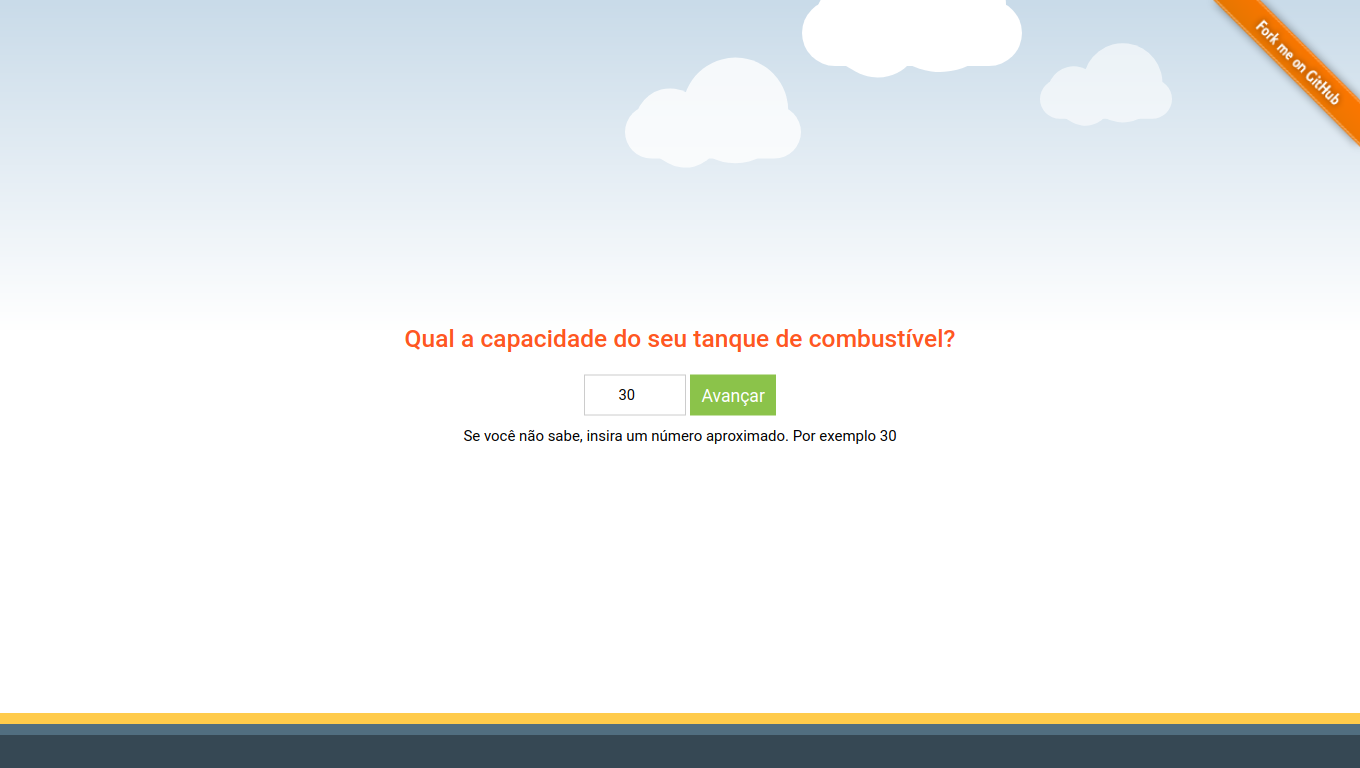 Fork me on GitHub
Qual a capacidade do seu tanque de combustível?
30
Avançar
Se você não sabe, insira um número aproximado. Por exemplo 30